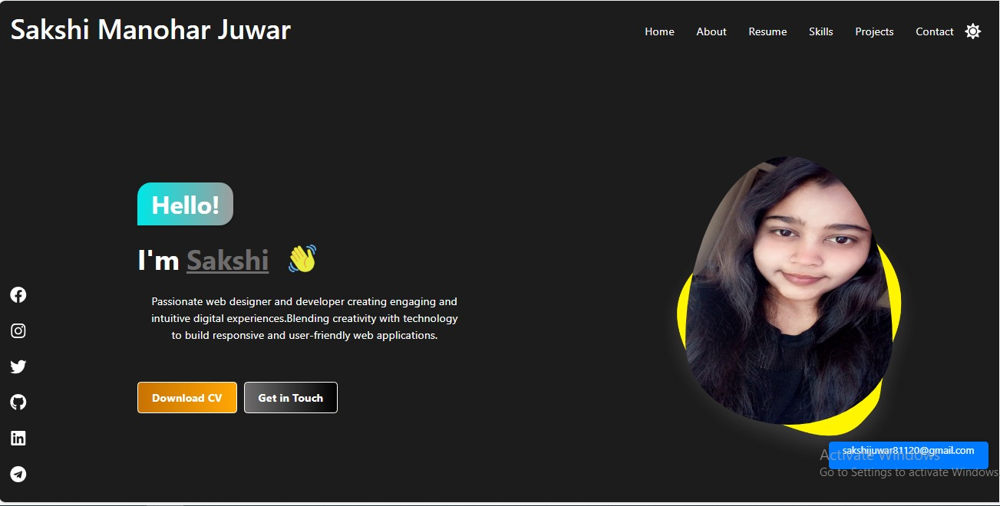 Sakshi Manohar Juwar
Home About Resume Skills Projects Contact
Hello!
I'm Sakshi
Passionate web designer and developer creating engaging and
intuitive digital experiences.Blending creativity with technology
to build responsive and user-friendly web applications.
Download CV Get in Touch
sakshijuwar81120@gmail.com
Activate Windows
Go to Settings to activate Windows.